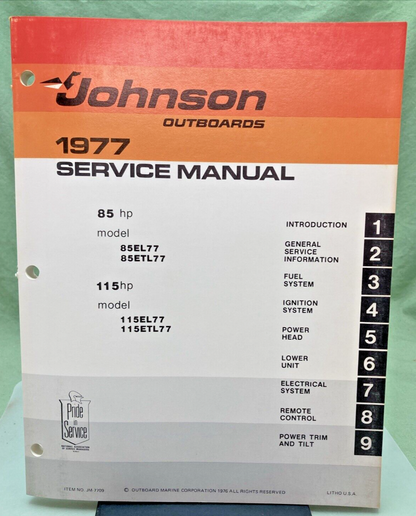 Johnson
OUTBOARDS
1977
SERVICE MANUAL
85 hp
model
85EL77
85ETL77
115hp
model
115EL77
115ETL77
INTRODUCTION 1
GENERAL
SERVICE
INFORMATION 2
FUEL
SYSTEM 3
IGNITION
SYSTEM 4
POWER
HEAD 5
LOWER
UNIT 6
ELECTRICAL
SYSTEM 7
REMOTE
CONTROL 8
POWER TRIM
AND TILT 9
Pride
in
Service
ITEM NO.
© OUTBOARD MARINE CORPORATION 1976 ALL RIGHTS RESERVED
LITHO U.S.A.